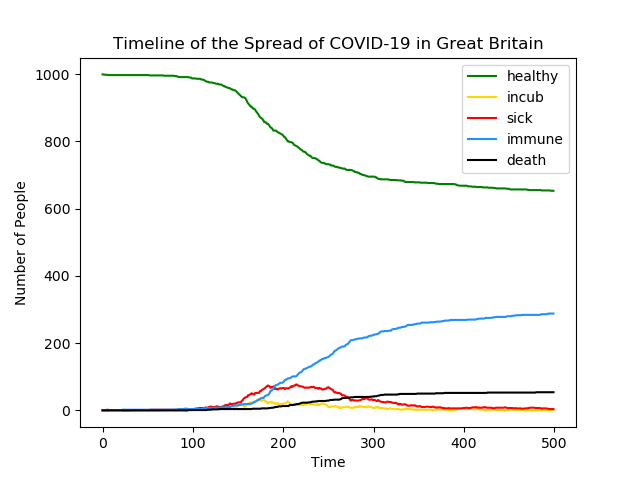 Timeline of the Spread of COVID-19 in Great Britain
1000
800
600
400
200
0
Number of People
healthy
incub
sick
immune
death
0
100
200
300
400
500
Time